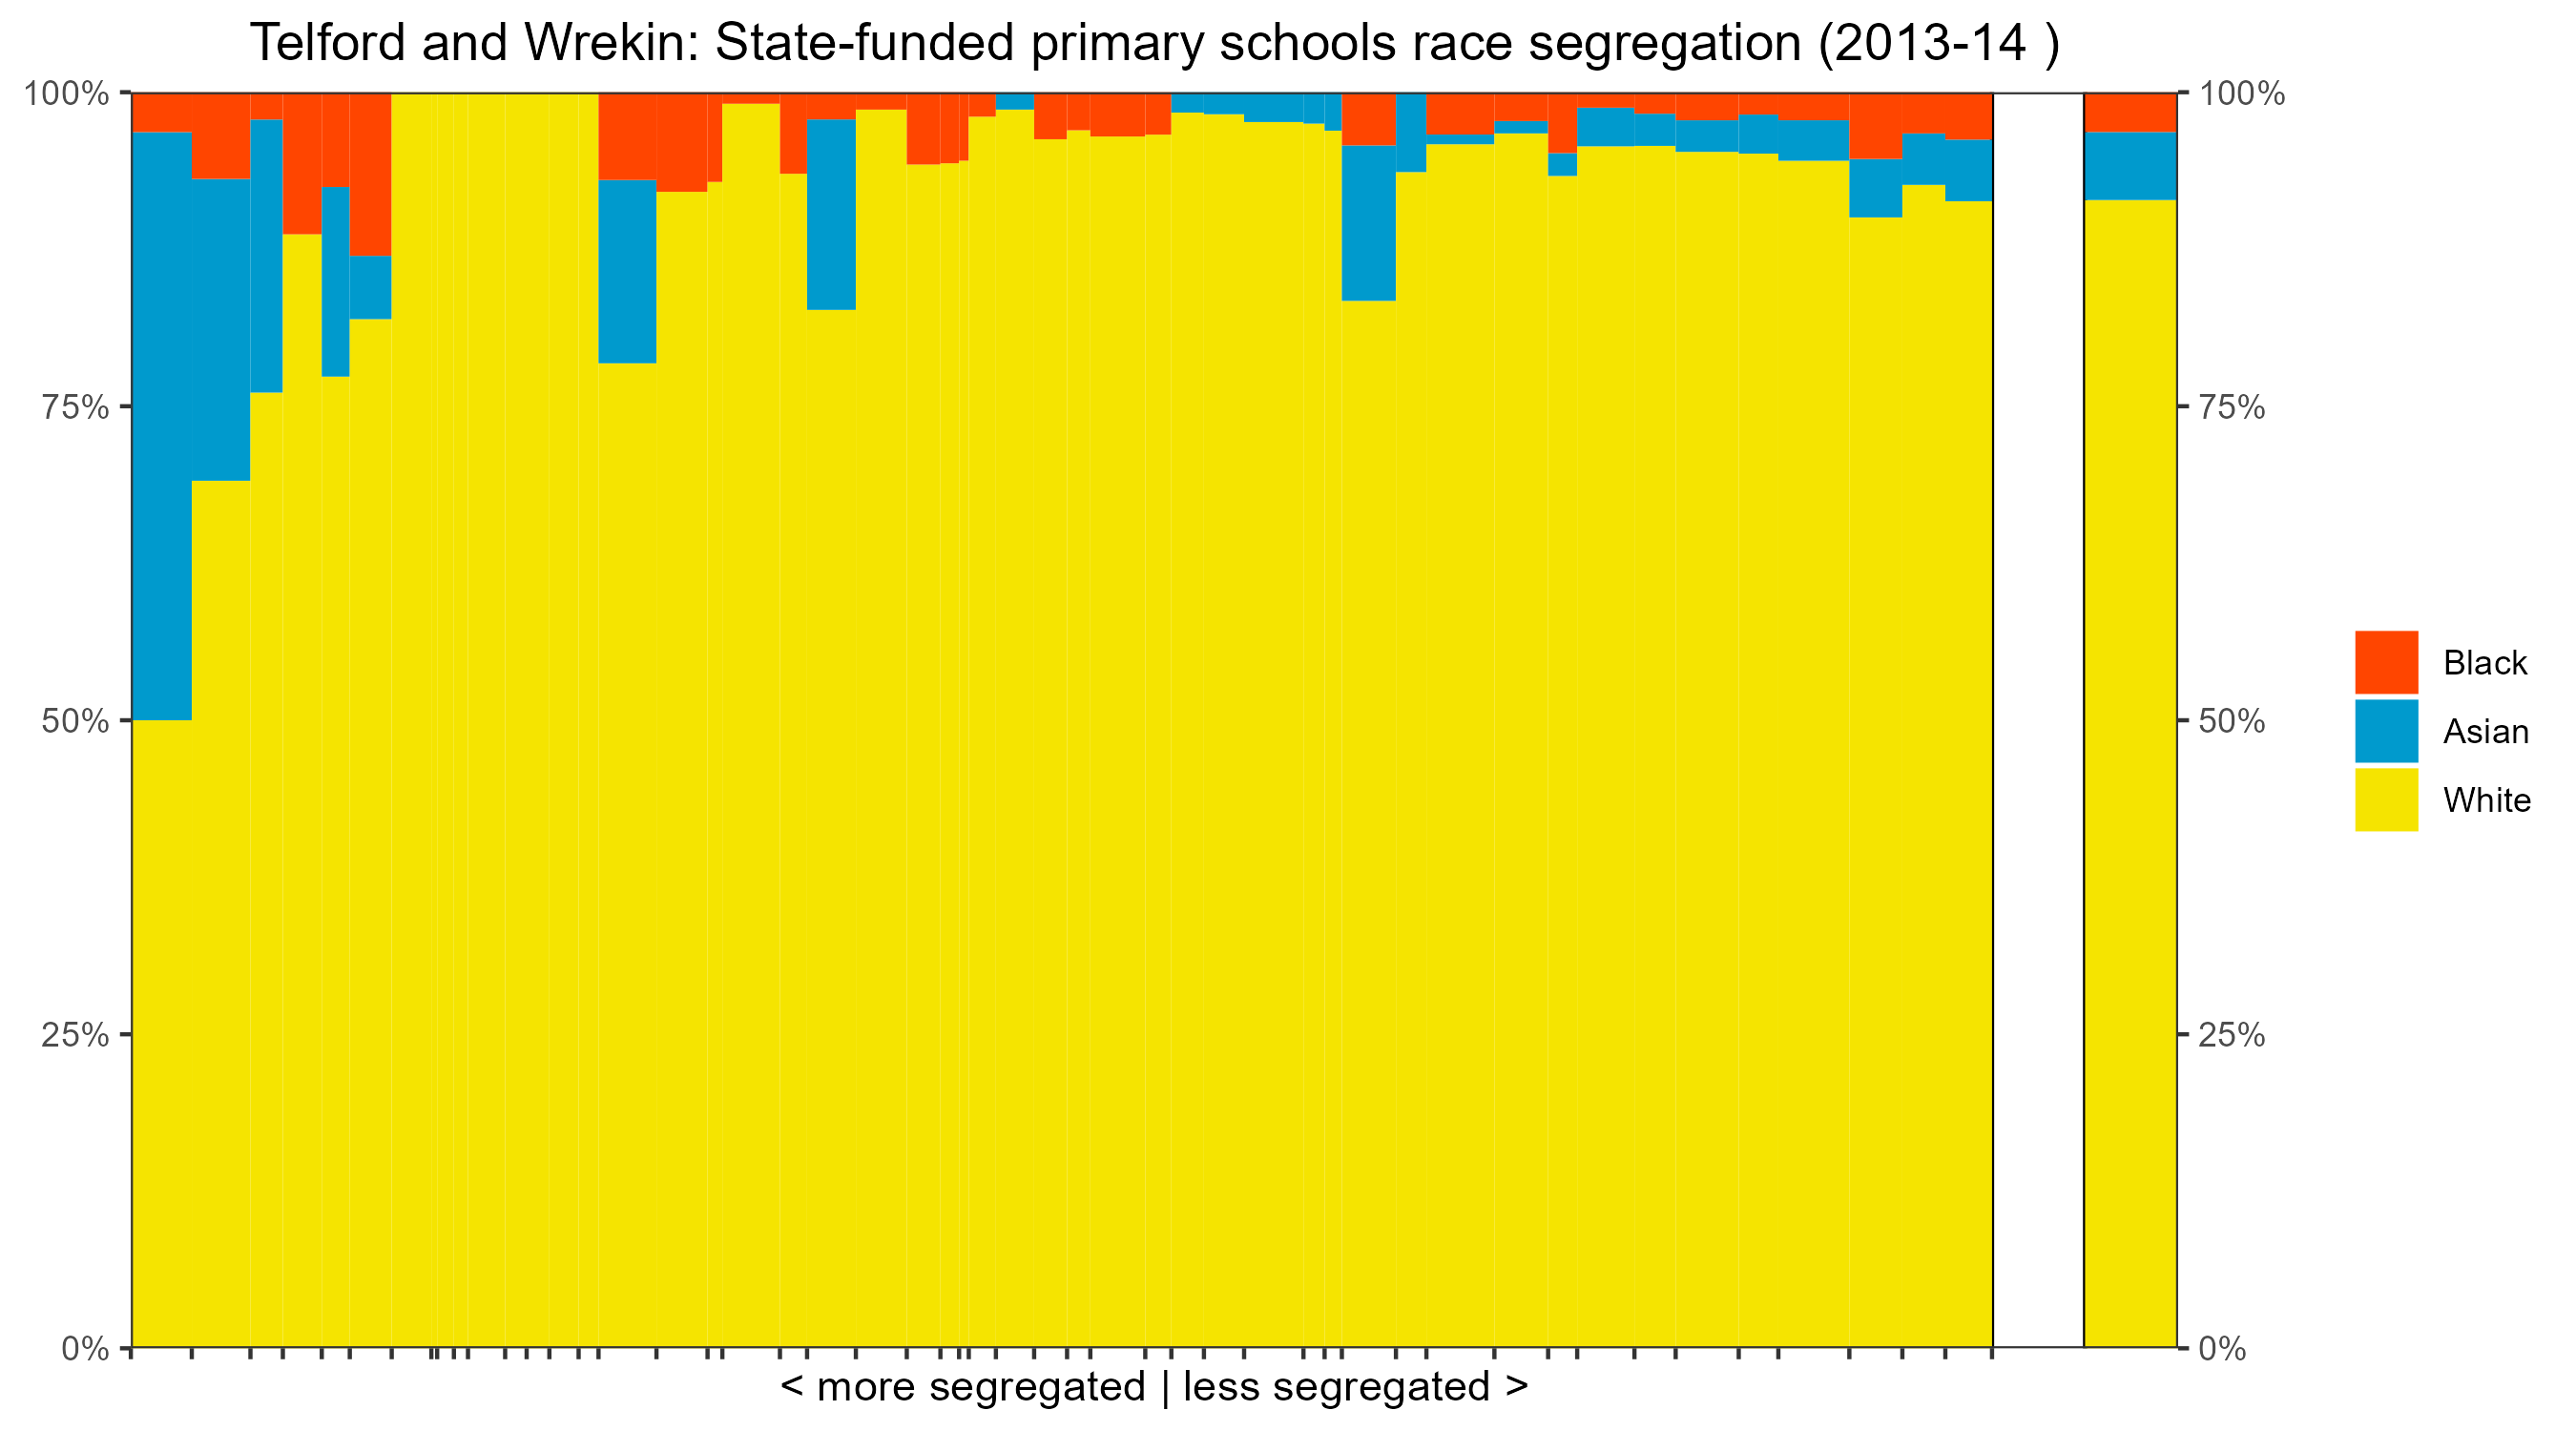 Telford and Wrekin: State-funded primary schools race segregation (2013-14 )
100%
75%
50%
25%
0%
100%
75%
50%
25%
0%
Black
Asian
White
< more segregated | less segregated >